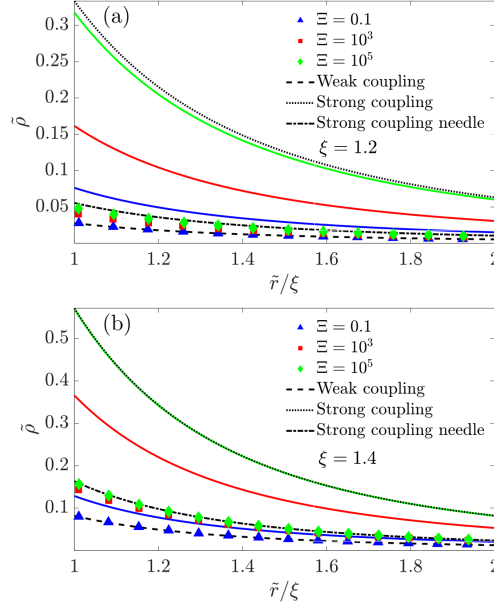 (a)
Ξ = 0.1
Ξ = 10³
Ξ = 10⁵
Weak coupling
Strong coupling
Strong coupling needle
ξ = 1.2
ρ̃
0.3
0.25
0.2
0.15
0.1
0.05
1 1.2 1.4 1.6 1.8 2
r̃/ξ
(b)
Ξ = 0.1
Ξ = 10³
Ξ = 10⁵
Weak coupling
Strong coupling
Strong coupling needle
ξ = 1.4
ρ̃
0.5
0.4
0.3
0.2
0.1
1 1.2 1.4 1.6 1.8 2
r̃/ξ